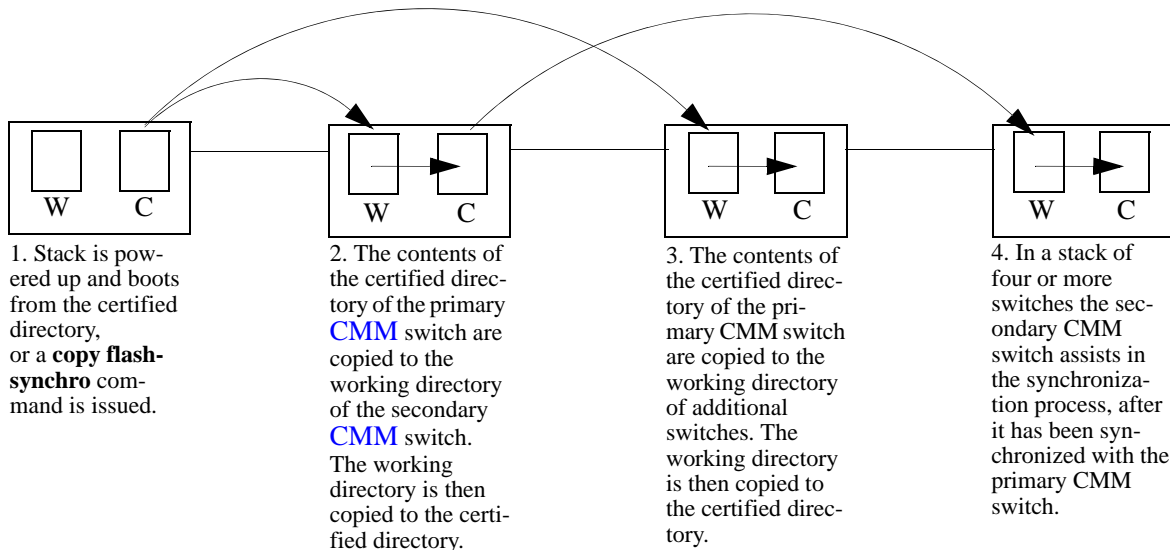 W C
W C
W C
W C
1. Stack is pow-
ered up and boots
from the certified
directory,
or a copy flash-
synchro com-
mand is issued.
2. The contents of
the certified direc-
tory of the primary
CMM switch are
copied to the
working directory
of the secondary
CMM switch.
The working
directory is then
copied to the certi-
fied directory.
3. The contents of
the certified direc-
tory of the pri-
mary CMM switch
are copied to the
working directory
of additional
switches. The
working directory
is then copied to
the certified direc-
tory.
4. In a stack of
four or more
switches the sec-
ondary CMM
switch assists in
the synchroniza-
tion process, after
it has been syn-
chronized with the
primary CMM
switch.